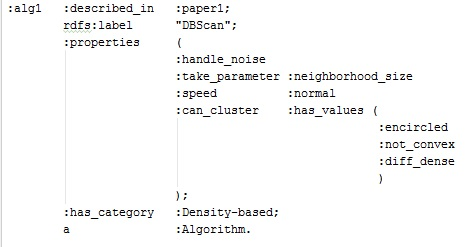 :alg1 :described_in :paper1;
rdfs:label "DBScan";
:properties (
:handle_noise
:take_parameter :neighborhood_size
:speed :normal
:can_cluster :has_values (
:encircled
:not_convex
:diff_dense
)
);
:has_category :Density-based;
a :Algorithm.